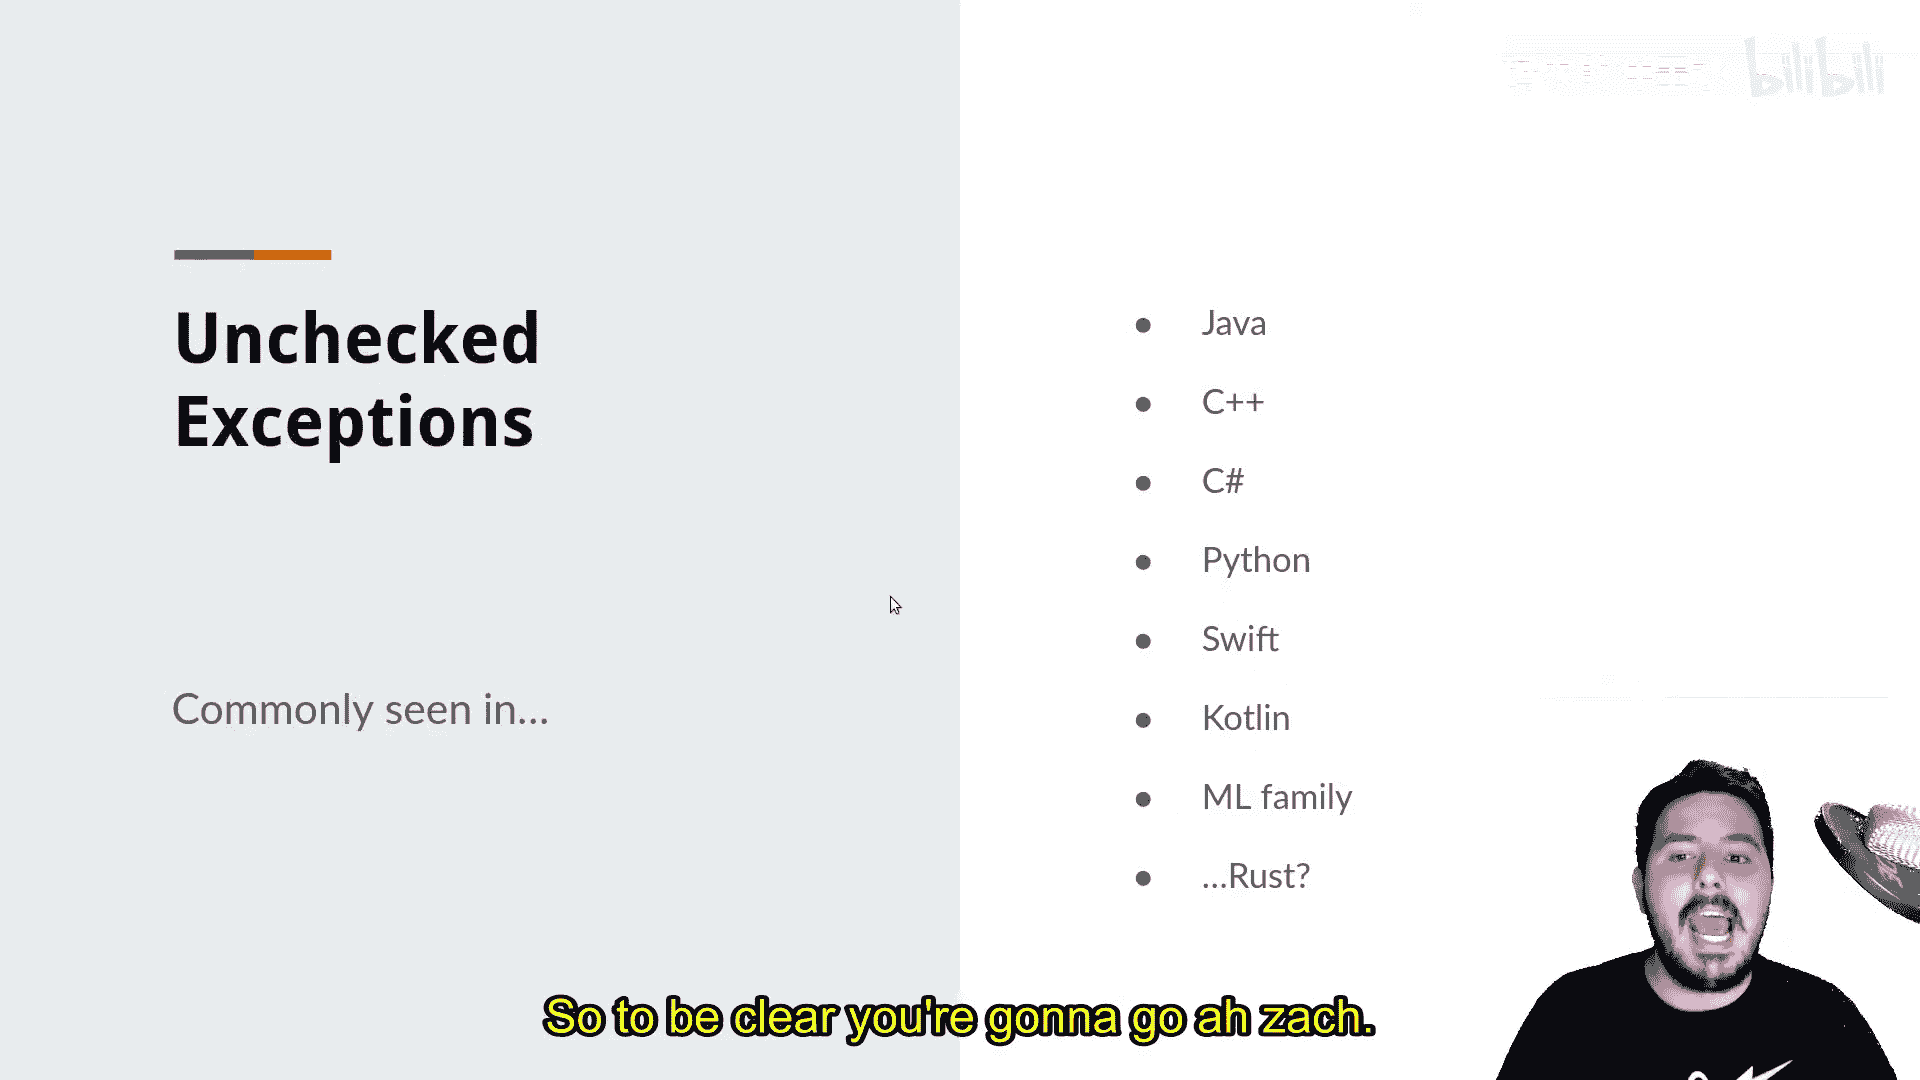 bilibili
Unchecked
Exceptions
Commonly seen in...
● Java
● C++
● C#
● Python
● Swift
● Kotlin
● ML family
● ...Rust?
So to be clear you're gonna go ah zach.